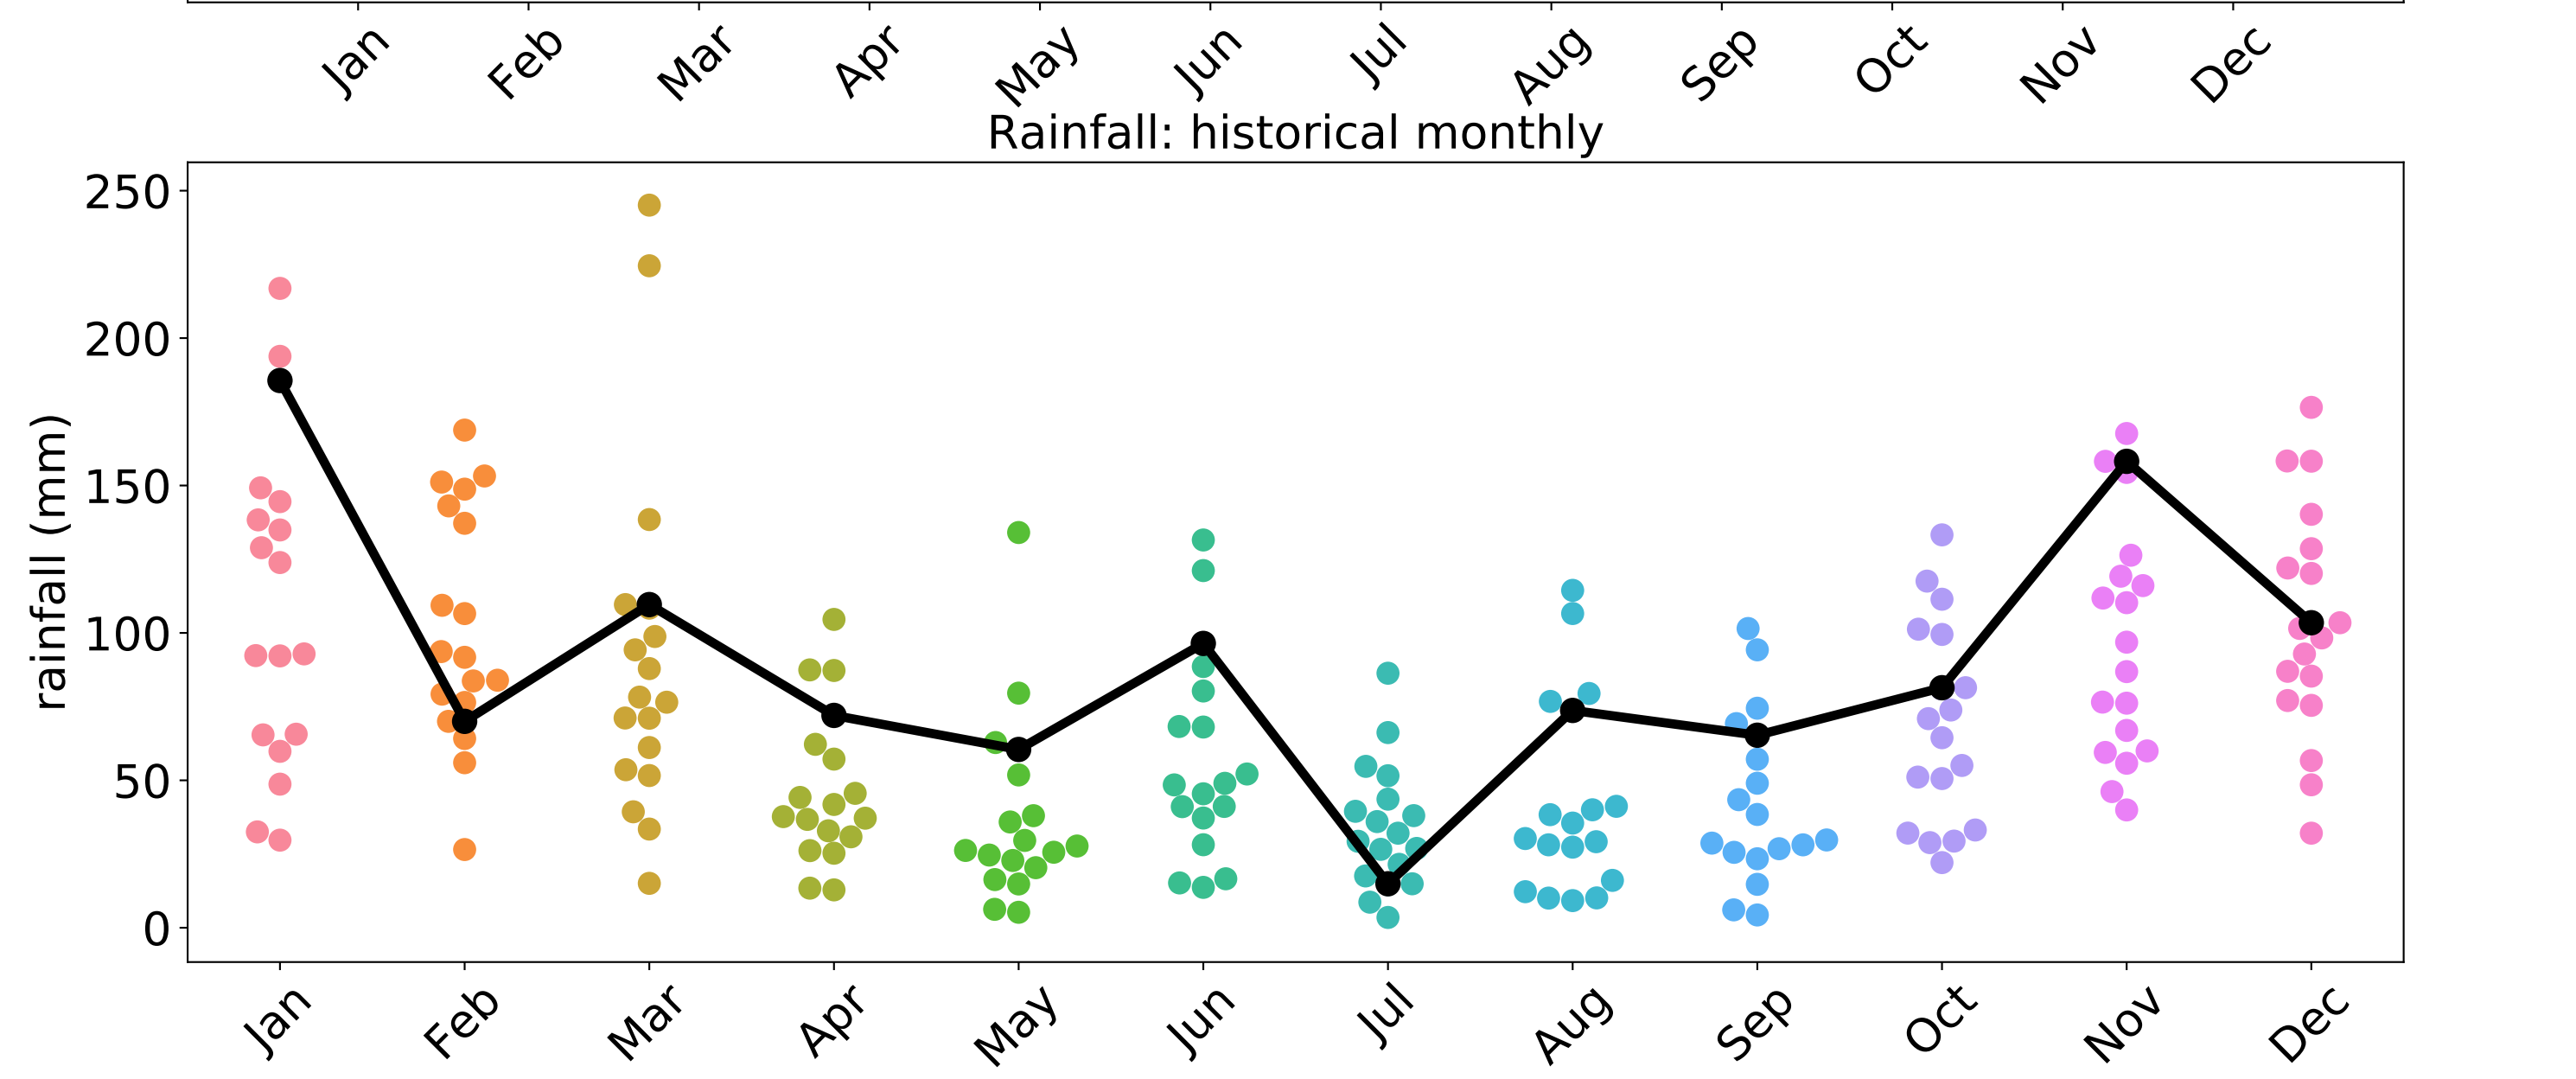 Jan Feb Mar Apr May Jun Jul Aug Sep Oct Nov Dec
Rainfall: historical monthly
250
200
150
100
50
0
rainfall (mm)
Jan Feb Mar Apr May Jun Jul Aug Sep Oct Nov Dec